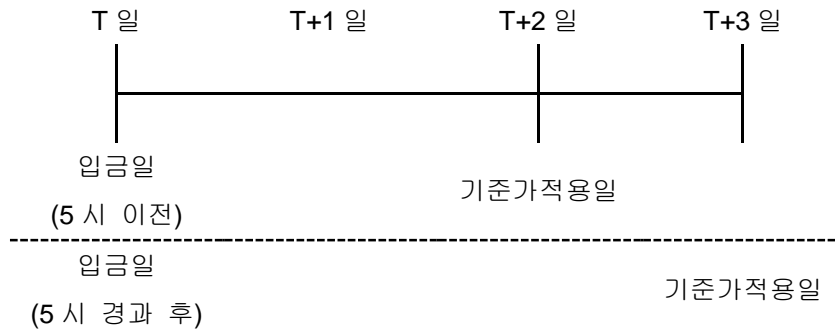 T 일 T+1 일 T+2 일 T+3 일
입금일
(5 시 이전)
기준가적용일
입금일
(5 시 경과 후)
기준가적용일